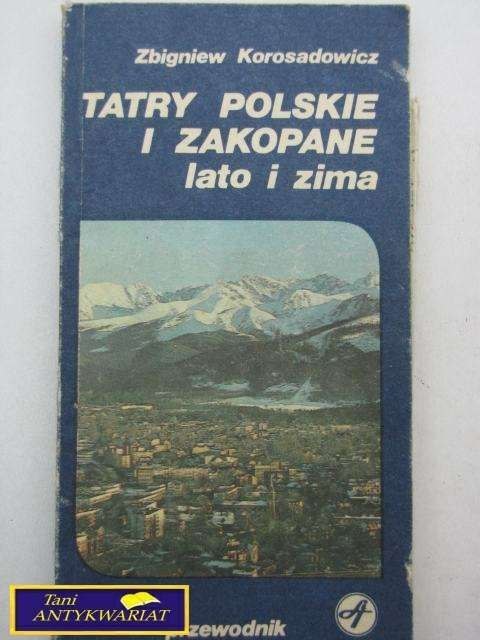 Zbigniew Korosadowicz
TATRY POLSKIE
I ZAKOPANE
lato i zima
przewodnik
Tani
ANTYKWARIAT